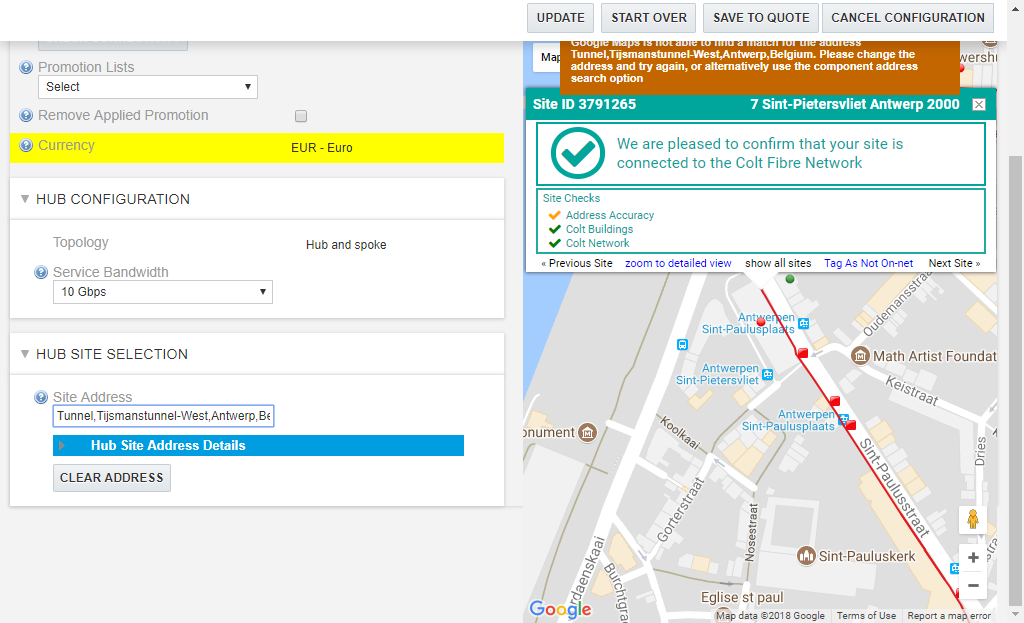 UPDATE
START OVER
SAVE TO QUOTE
CANCEL CONFIGURATION
Promotion Lists
Select
Remove Applied Promotion
Currency
EUR - Euro
HUB CONFIGURATION
Topology
Hub and spoke
Service Bandwidth
10 Gbps
HUB SITE SELECTION
Site Address
Tunnel,Tijsmanstunnel-West,Antwerp,Be
Hub Site Address Details
CLEAR ADDRESS
Map
Google Maps is not able to find a match for the address
Tunnel,Tijsmanstunnel-West,Antwerp,Belgium. Please change the
address and try again, or alternatively use the component address
search option
Site ID 3791265
7 Sint-Pietersvliet Antwerp 2000
We are pleased to confirm that your site is
connected to the Colt Fibre Network
Site Checks
Address Accuracy
Colt Buildings
Colt Network
« Previous Site
zoom to detailed view
show all sites
Tag As Not On-net
Next Site »
Oudemansstraa
Antwerpen
Sint-Paulusplaats
Math Artist Foundat
Antwerpen
Sint-Pietersvliet
Keistraat
Antwerpen
Sint-Paulusplaats
onument
Koolkaai
Dries
Sint-Paulusstraat
Gorterstraat
Nosestraat
Sint-Pauluskerk
rdaenskaai
Burchtgra
Eglise st paul
Google
Map data ©2018 Google
Terms of Use
Report a map error